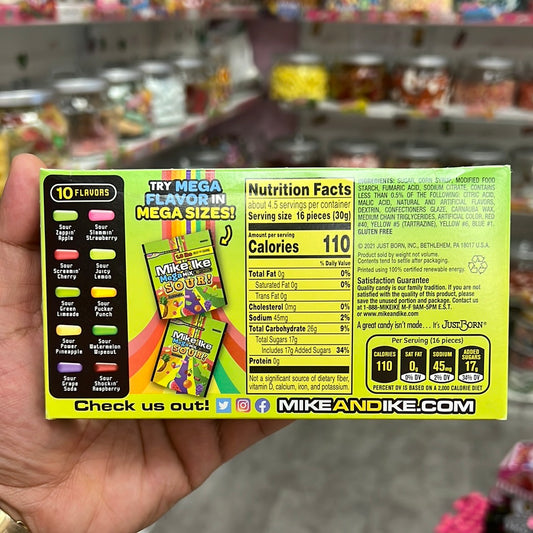 10 FLAVORS
Sour
Zappin'
Apple
Sour
Slammin'
Strawberry
Sour
Screamin'
Cherry
Sour
Juicy
Lemon
Sour
Green
Lemonade
Sour
Pucker
Punch
Sour
Power
Pineapple
Sour
Watermelon
Wipeout
Sour
Grape
Soda
Sour
Shockin'
Raspberry
TRY MEGA
FLAVOR IN
MEGA SIZES!
Mike and Ike
MEGA MIX
SOUR!
Mike and Ike
MEGA MIX
SOUR!
Nutrition Facts
about 4.5 servings per container
Serving size 16 pieces (30g)
Amount per serving
Calories 110
% Daily Value
Total Fat 0g 0%
Saturated Fat 0g 0%
Trans Fat 0g
Cholesterol 0mg 0%
Sodium 45mg 2%
Total Carbohydrate 26g 9%
Total Sugars 17g
Includes 17g Added Sugars 34%
Protein 0g
Not a significant source of dietary fiber,
vitamin D, calcium, iron, and potassium.
INGREDIENTS: SUGAR, CORN SYRUP, MODIFIED FOOD
STARCH, FUMARIC ACID, SODIUM CITRATE, CONTAINS
LESS THAN 0.5% OF THE FOLLOWING: CITRIC ACID,
MALIC ACID, NATURAL AND ARTIFICIAL FLAVORS,
DEXTRIN, CONFECTIONERS GLAZE, CARNAUBA WAX,
MEDIUM CHAIN TRIGLYCERIDES, ARTIFICIAL COLOR, RED
#40, YELLOW #5 (TARTRAZINE), YELLOW #6, BLUE #1.
GLUTEN FREE
© 2021 JUST BORN, INC., BETHLEHEM, PA 18017 U.S.A.
Product sold by weight not volume.
Contents tend to settle after packaging.
Printed using 100% certified renewable energy.
Satisfaction Guarantee
Quality candy is our family tradition. If you are not
satisfied with the quality of this product, please
save the unused portion and package. Contact us
at 1-888-MIKEIKE M-F 9AM-5PM E.S.T.
or www.mikeandike.com
A great candy isn't made... it's JUST BORN®
Per Serving (16 pieces)
CALORIES
110
SAT FAT
0g
0% DV
SODIUM
45mg
2% DV
ADDED
SUGARS
17g
34% DV
PERCENT DV IS BASED ON A 2,000 CALORIE DIET
Check us out! MIKEANDIKE.COM